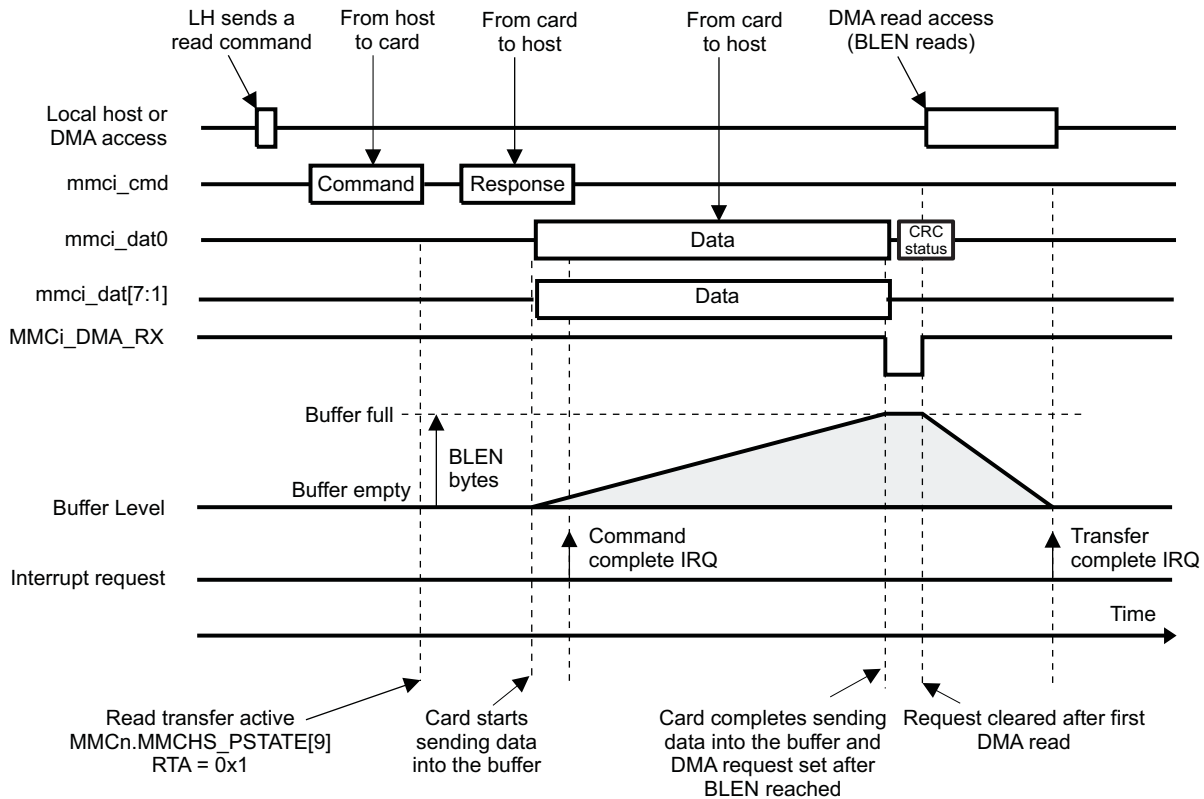 LH sends a
read command
From host
to card
From card
to host
From card
to host
DMA read access
(BLEN reads)
Local host or
DMA access
mmci_cmd
Command
Response
mmci_dat0
Data
CRC
status
mmci_dat[7:1]
Data
MMCi_DMA_RX
Buffer full
BLEN
bytes
Buffer empty
Buffer Level
Command
complete IRQ
Transfer
complete IRQ
Interrupt request
Time
Read transfer active
MMCn.MMCHS_PSTATE[9]
RTA = 0x1
Card starts
sending data
into the buffer
Card completes sending
data into the buffer and
DMA request set after
BLEN reached
Request cleared after first
DMA read